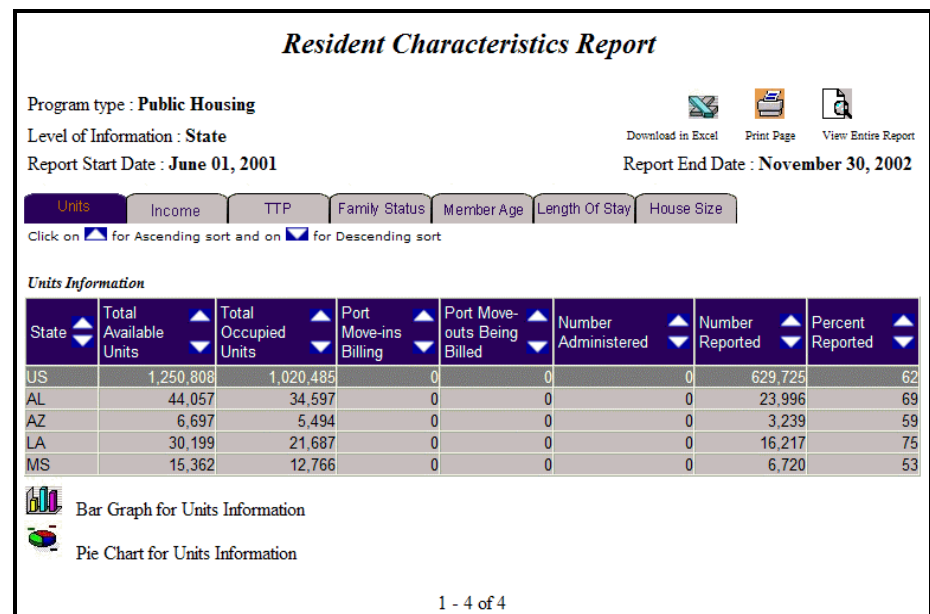 Resident Characteristics Report
Program type : Public Housing
Level of Information : State
Download in Excel Print Page View Entire Report
Report Start Date : June 01, 2001 Report End Date : November 30, 2002
Units Income TTP Family Status Member Age Length Of Stay House Size
Click on for Ascending sort and on for Descending sort
Units Information
State Total Available Units Total Occupied Units Port Move-ins Billing Port Move-outs Being Billed Number Administered Number Reported Percent Reported
US 1,250,808 1,020,485 0 0 0 629,725 62
AL 44,057 34,597 0 0 0 23,996 69
AZ 6,697 5,494 0 0 0 3,239 59
LA 30,199 21,687 0 0 0 16,217 75
MS 15,362 12,766 0 0 0 6,720 53
Bar Graph for Units Information
Pie Chart for Units Information
1 - 4 of 4